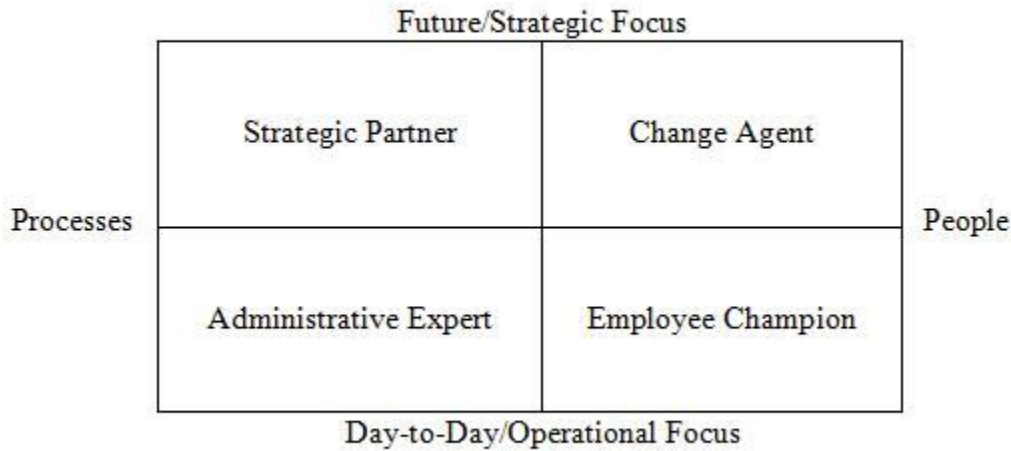 Future/Strategic Focus
Strategic Partner
Change Agent
Processes
People
Administrative Expert
Employee Champion
Day-to-Day/Operational Focus